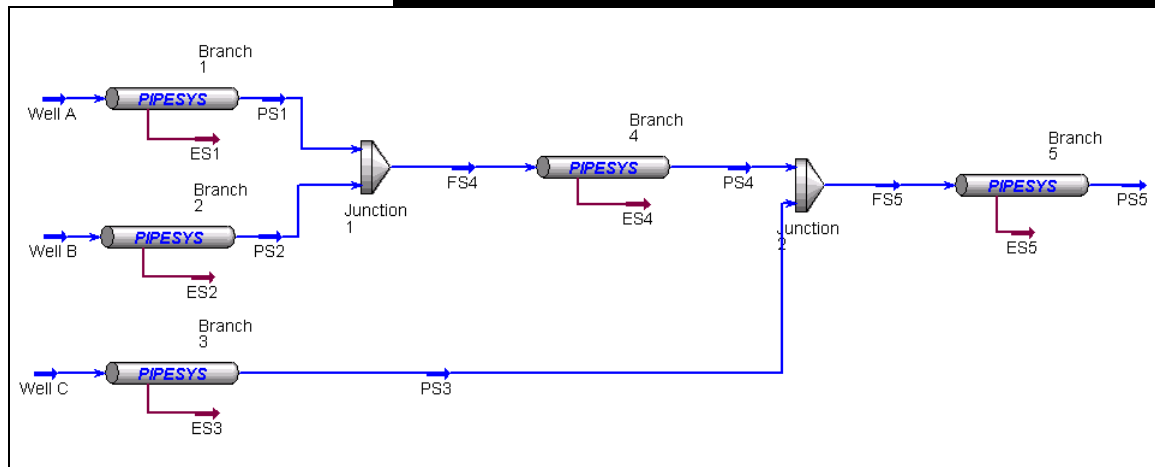 Branch
1
PIPESYS
Well A
PS1
ES1
Branch
2
PIPESYS
Well B
PS2
ES2
Junction
1
FS4
Branch
4
PIPESYS
PS4
ES4
Junction
2
FS5
Branch
5
PIPESYS
PS5
ES5
Branch
3
PIPESYS
Well C
PS3
ES3